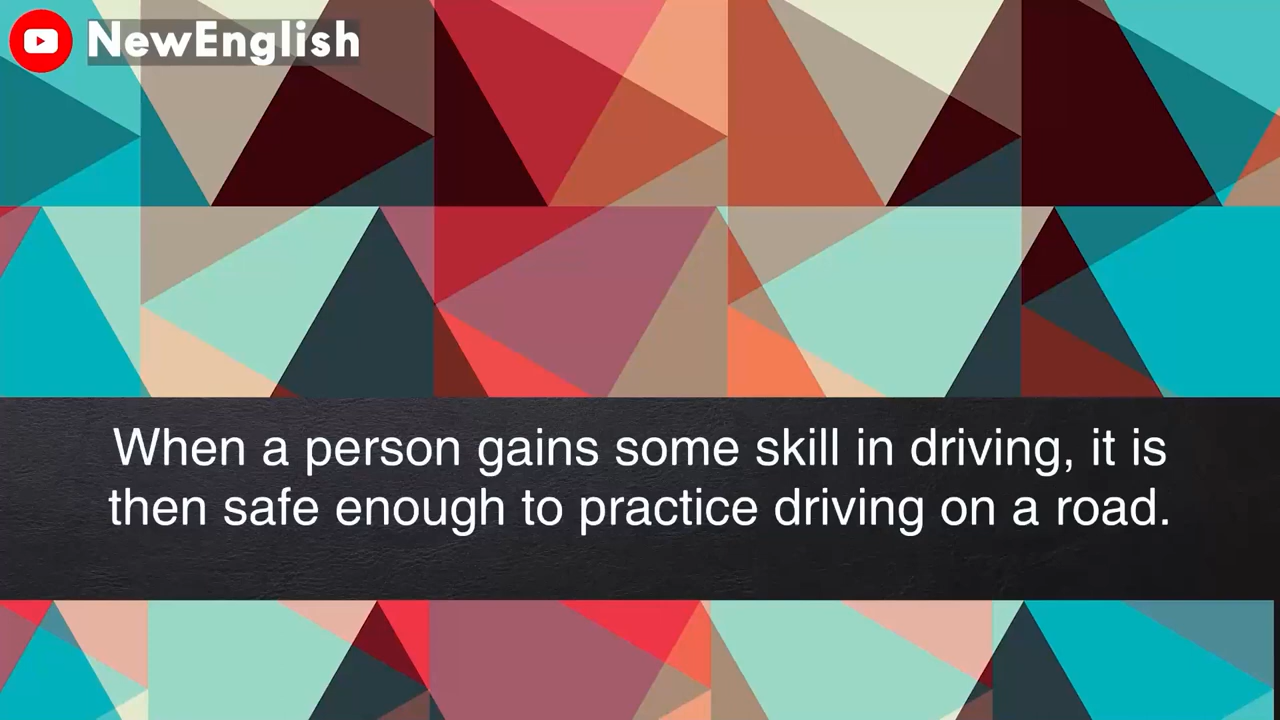 NewEnglish
When a person gains some skill in driving, it is
then safe enough to practice driving on a road.